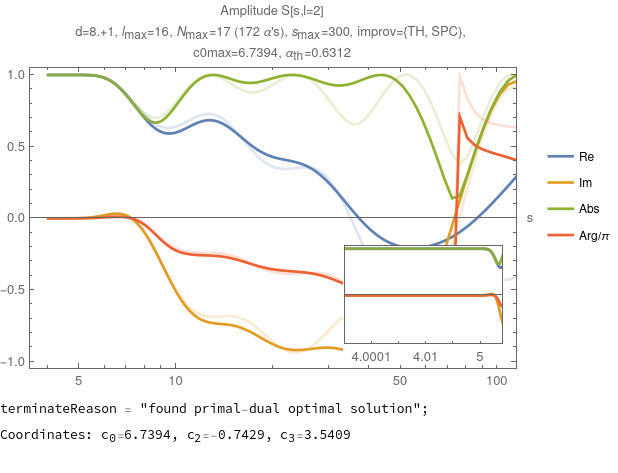 Amplitude S[s,l=2]
d=8.+1, lmax=16, Nmax=17 (172 α's), smax=300, improv={TH, SPC},
c0max=6.7394, αth=0.6312
1.0
0.5
0.0
−0.5
−1.0
s
Re
Im
Abs
Arg/π
4.0001 4.01 5
5 10 50 100
terminateReason = "found primal-dual optimal solution";
Coordinates: c0=6.7394, c2=-0.7429, c3=3.5409